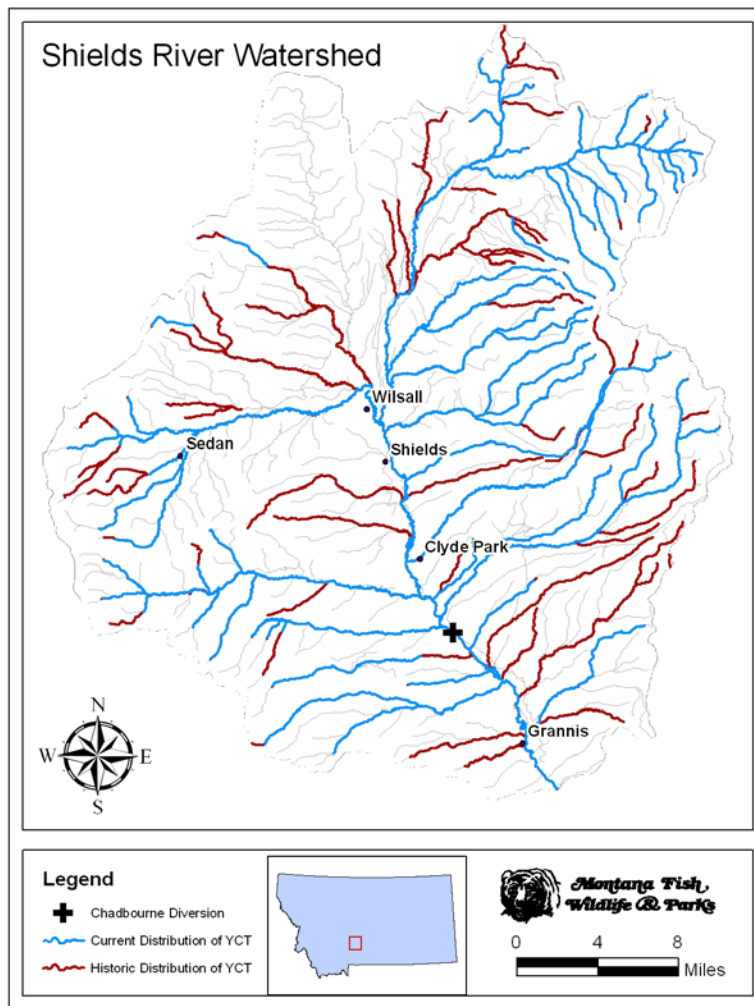 Shields River Watershed
Wilsall
Sedan
Shields
Clyde Park
Grannis
N
W E
S
Legend
Chadbourne Diversion
Current Distribution of YCT
Historic Distribution of YCT
Montana Fish,
Wildlife & Parks
0 4 8
Miles